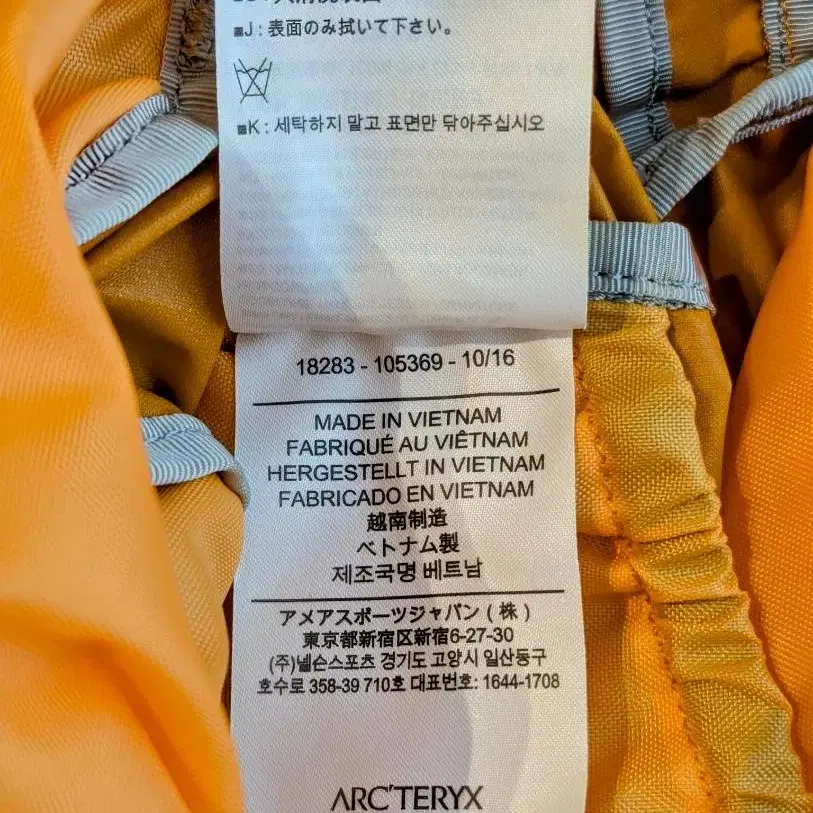 ■J : 表面のみ拭いて下さい。
■K : 세탁하지 말고 표면만 닦아주십시오
18283 - 105369 - 10/16
MADE IN VIETNAM
FABRIQUÉ AU VIÊTNAM
HERGESTELLT IN VIETNAM
FABRICADO EN VIETNAM
越南制造
ベトナム製
제조국명 베트남
アメアスポーツジャパン ( 株 )
東京都新宿区新宿6-27-30
(주)넬슨스포츠 경기도 고양시 일산동구
호수로 358-39 710호 대표번호: 1644-1708
ARC'TERYX